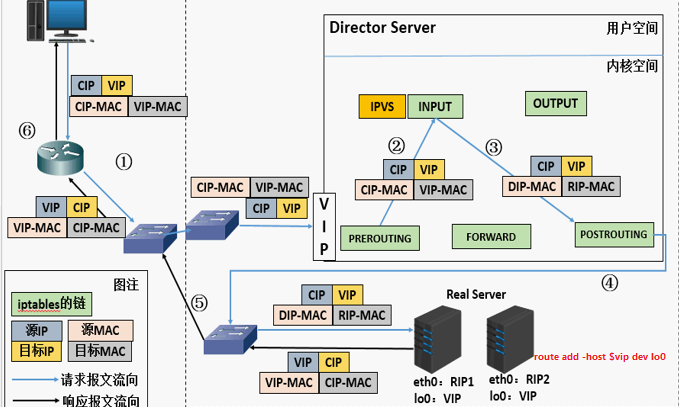 Director Server
用户空间
内核空间
IPVS
INPUT
OUTPUT
CIP VIP
CIP-MAC VIP-MAC
⑥
①
②
③
CIP VIP
CIP-MAC VIP-MAC
CIP VIP
DIP-MAC RIP-MAC
CIP-MAC VIP-MAC
CIP VIP
VIP
VIP CIP
VIP-MAC CIP-MAC
PREROUTING
FORWARD
POSTROUTING
④
图注
iptables的链
源IP 源MAC
目标IP 目标MAC
请求报文流向
响应报文流向
⑤
CIP VIP
DIP-MAC RIP-MAC
VIP CIP
VIP-MAC CIP-MAC
Real Server
route add -host $vip dev lo0
eth0：RIP1
lo0：VIP
eth0：RIP2
lo0：VIP